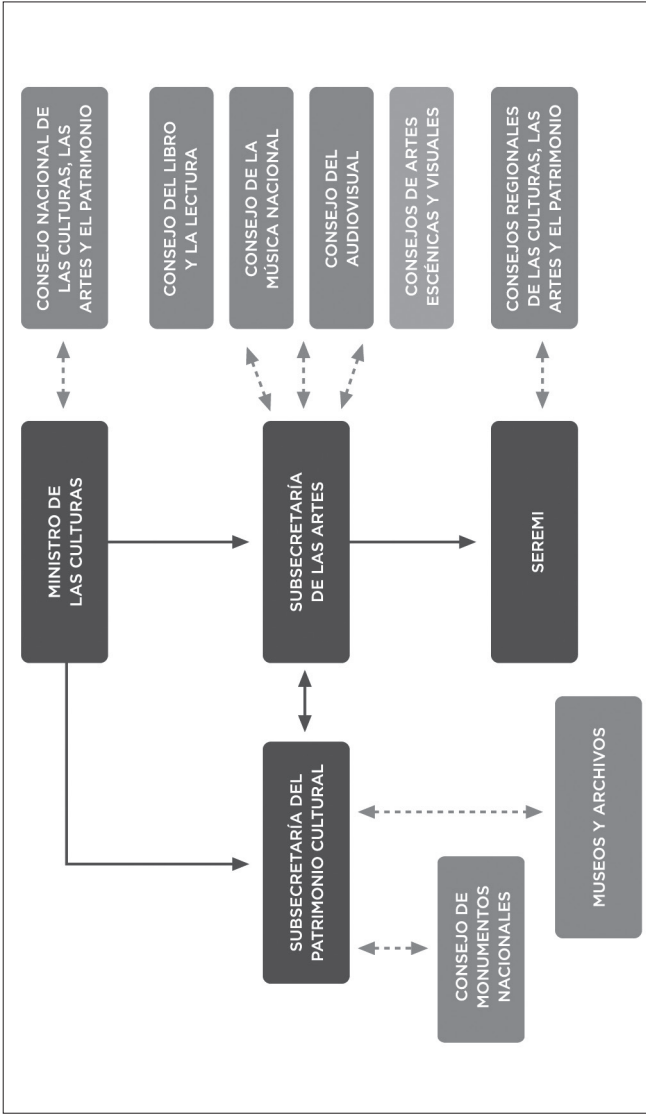 MINISTRO DE
LAS CULTURAS
CONSEJO NACIONAL DE
LAS CULTURAS, LAS
ARTES Y EL PATRIMONIO
SUBSECRETARÍA DEL
PATRIMONIO CULTURAL
SUBSECRETARÍA
DE LAS ARTES
CONSEJO DEL LIBRO
Y LA LECTURA
CONSEJO DE LA
MÚSICA NACIONAL
CONSEJO DEL
AUDIOVISUAL
CONSEJOS DE ARTES
ESCÉNICAS Y VISUALES
CONSEJO DE
MONUMENTOS
NACIONALES
MUSEOS Y ARCHIVOS
SEREMI
CONSEJOS REGIONALES
DE LAS CULTURAS, LAS
ARTES Y EL PATRIMONIO